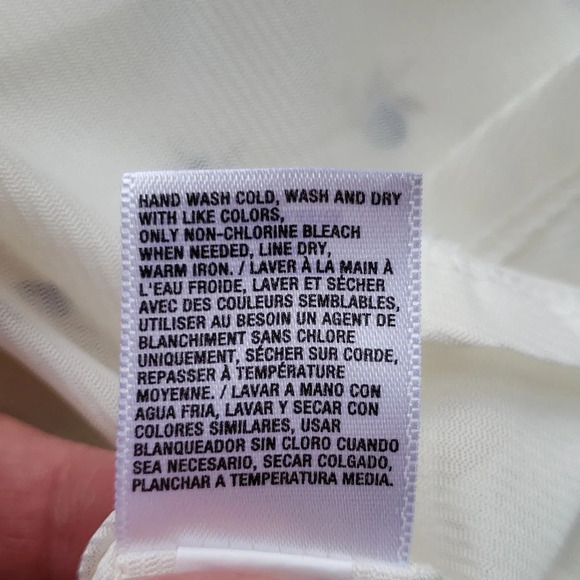 HAND WASH COLD, WASH AND DRY
WITH LIKE COLORS,
ONLY NON-CHLORINE BLEACH
WHEN NEEDED, LINE DRY,
WARM IRON. / LAVER À LA MAIN À
L'EAU FROIDE, LAVER ET SÉCHER
AVEC DES COULEURS SEMBLABLES,
UTILISER AU BESOIN UN AGENT DE
BLANCHIMENT SANS CHLORE
UNIQUEMENT, SÉCHER SUR CORDE,
REPASSER À TEMPÉRATURE
MOYENNE. / LAVAR A MANO CON
AGUA FRIA, LAVAR Y SECAR CON
COLORES SIMILARES, USAR
BLANQUEADOR SIN CLORO CUANDO
SEA NECESARIO, SECAR COLGADO,
PLANCHAR A TEMPERATURA MEDIA.